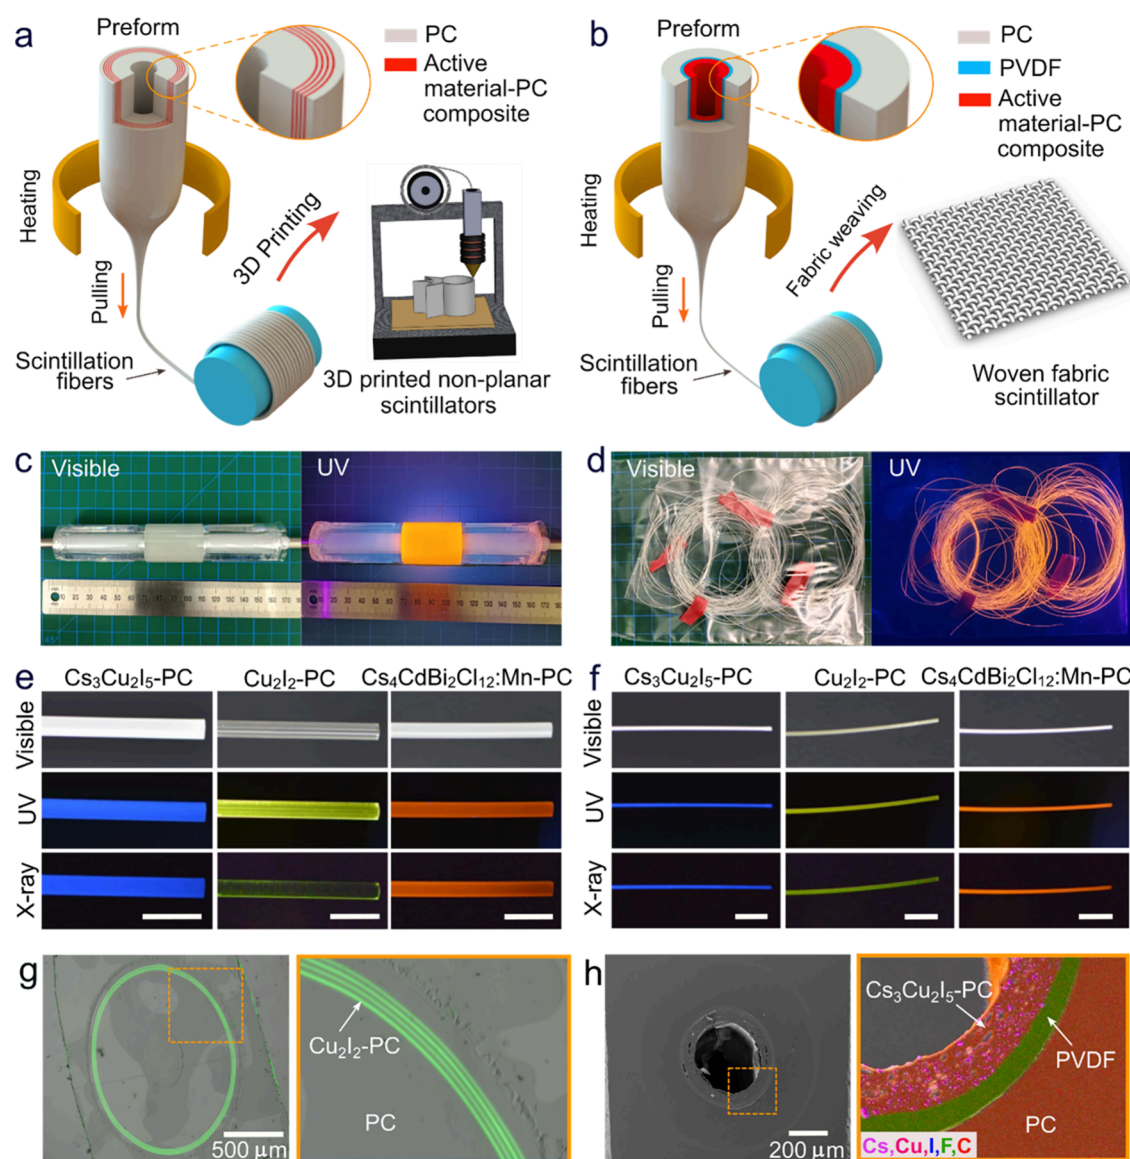 a
Preform
PC
Active
material-PC
composite
Heating
Pulling
3D Printing
Scintillation
fibers
3D printed non-planar
scintillators
b
Preform
PC
PVDF
Active
material-PC
composite
Heating
Pulling
Fabric weaving
Scintillation
fibers
Woven fabric
scintillator
c
Visible
UV
d
Visible
UV
e
Cs₃Cu₂I₅-PC
Cu₂I₂-PC
Cs₄CdBi₂Cl₁₂:Mn-PC
Visible
UV
X-ray
f
Cs₃Cu₂I₅-PC
Cu₂I₂-PC
Cs₄CdBi₂Cl₁₂:Mn-PC
Visible
UV
X-ray
g
500 μm
Cu₂I₂-PC
PC
h
200 μm
Cs₃Cu₂I₅-PC
PVDF
PC
Cs,Cu,I,F,C